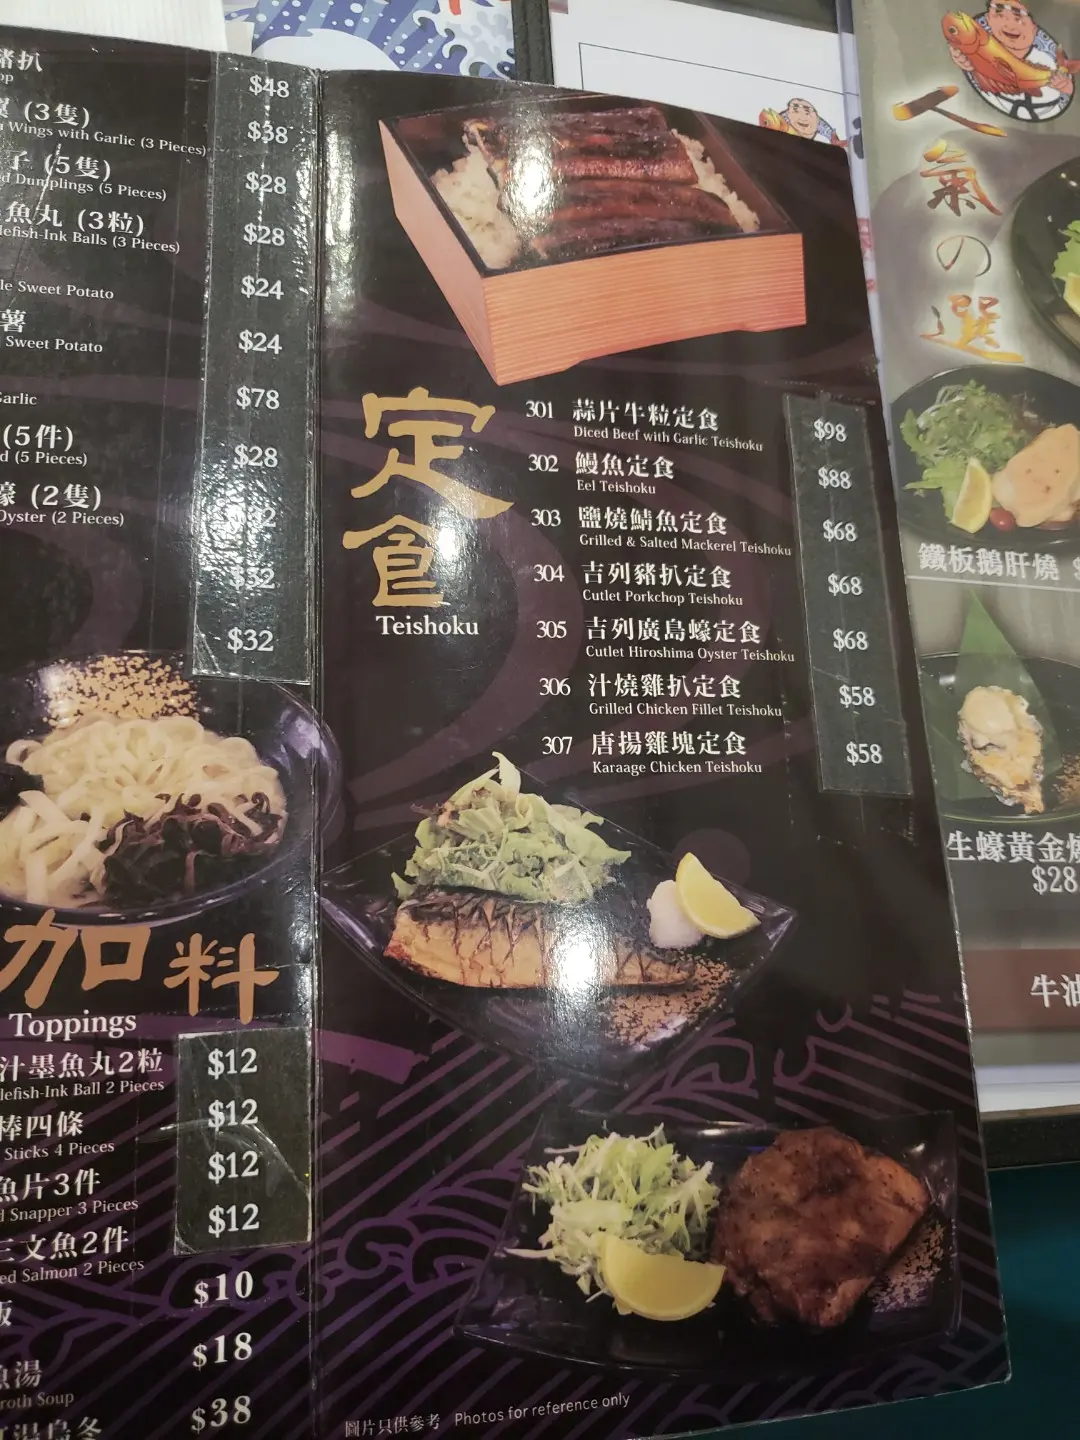 豬扒
$48
(3隻)
Wings with Garlic (3 Pieces)
$38
子 (5隻)
Dumplings (5 Pieces)
$28
魚丸 (3粒)
lefish-Ink Balls (3 Pieces)
$28
le Sweet Potato
$24
薯
Sweet Potato
$24
Garlic
$78
(5件)
d (5 Pieces)
$28
蠔 (2隻)
Oyster (2 Pieces)
$32
$32
加料
Toppings
汁墨魚丸2粒
lefish-Ink Ball 2 Pieces
$12
棒四條
Sticks 4 Pieces
$12
魚片3件
d Snapper 3 Pieces
$12
三文魚2件
ed Salmon 2 Pieces
$12
飯
$10
魚湯
roth Soup
$18
$38
定食
Teishoku
301 蒜片牛粒定食 $98
Diced Beef with Garlic Teishoku
302 鰻魚定食 $88
Eel Teishoku
303 鹽燒鯖魚定食 $68
Grilled & Salted Mackerel Teishoku
304 吉列豬扒定食 $68
Cutlet Porkchop Teishoku
305 吉列廣島蠔定食 $68
Cutlet Hiroshima Oyster Teishoku
306 汁燒雞扒定食 $58
Grilled Chicken Fillet Teishoku
307 唐揚雞塊定食 $58
Karaage Chicken Teishoku
圖片只供參考 Photos for reference only
人氣の選
鐵板鵝肝燒
生蠔黃金燒
$28
牛油